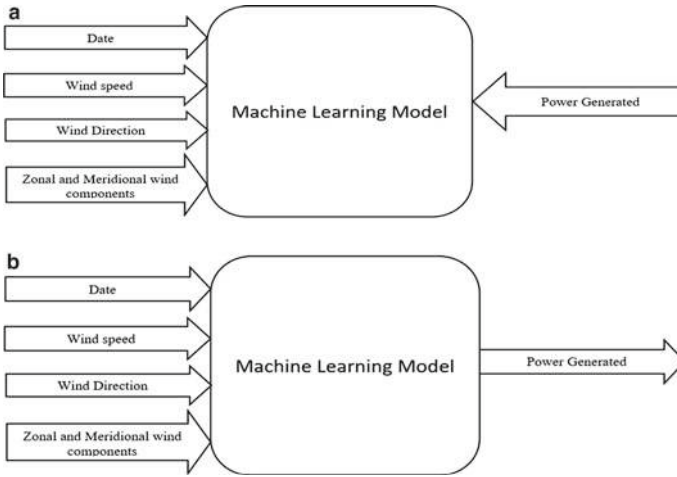 a
Date
Wind speed
Wind Direction
Zonal and Meridional wind
components
Machine Learning Model
Power Generated
b
Date
Wind speed
Wind Direction
Zonal and Meridional wind
components
Machine Learning Model
Power Generated